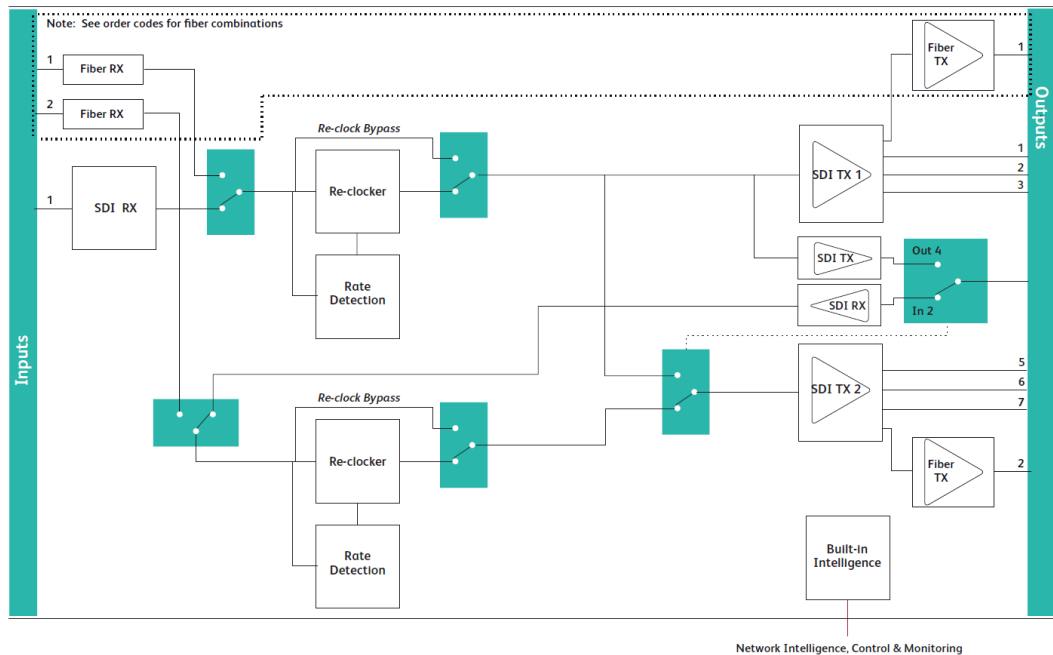 Note: See order codes for fiber combinations
1
Fiber RX
2
Fiber RX
Fiber
TX
1
Outputs
Re-clock Bypass
1
SDI RX
Re-clocker
SDI TX 1
1
2
3
Rate
Detection
SDI TX
Out 4
SDI RX
In 2
Inputs
Re-clock Bypass
Re-clocker
SDI TX 2
5
6
7
Fiber
TX
2
Rate
Detection
Built-in
Intelligence
Network Intelligence, Control & Monitoring